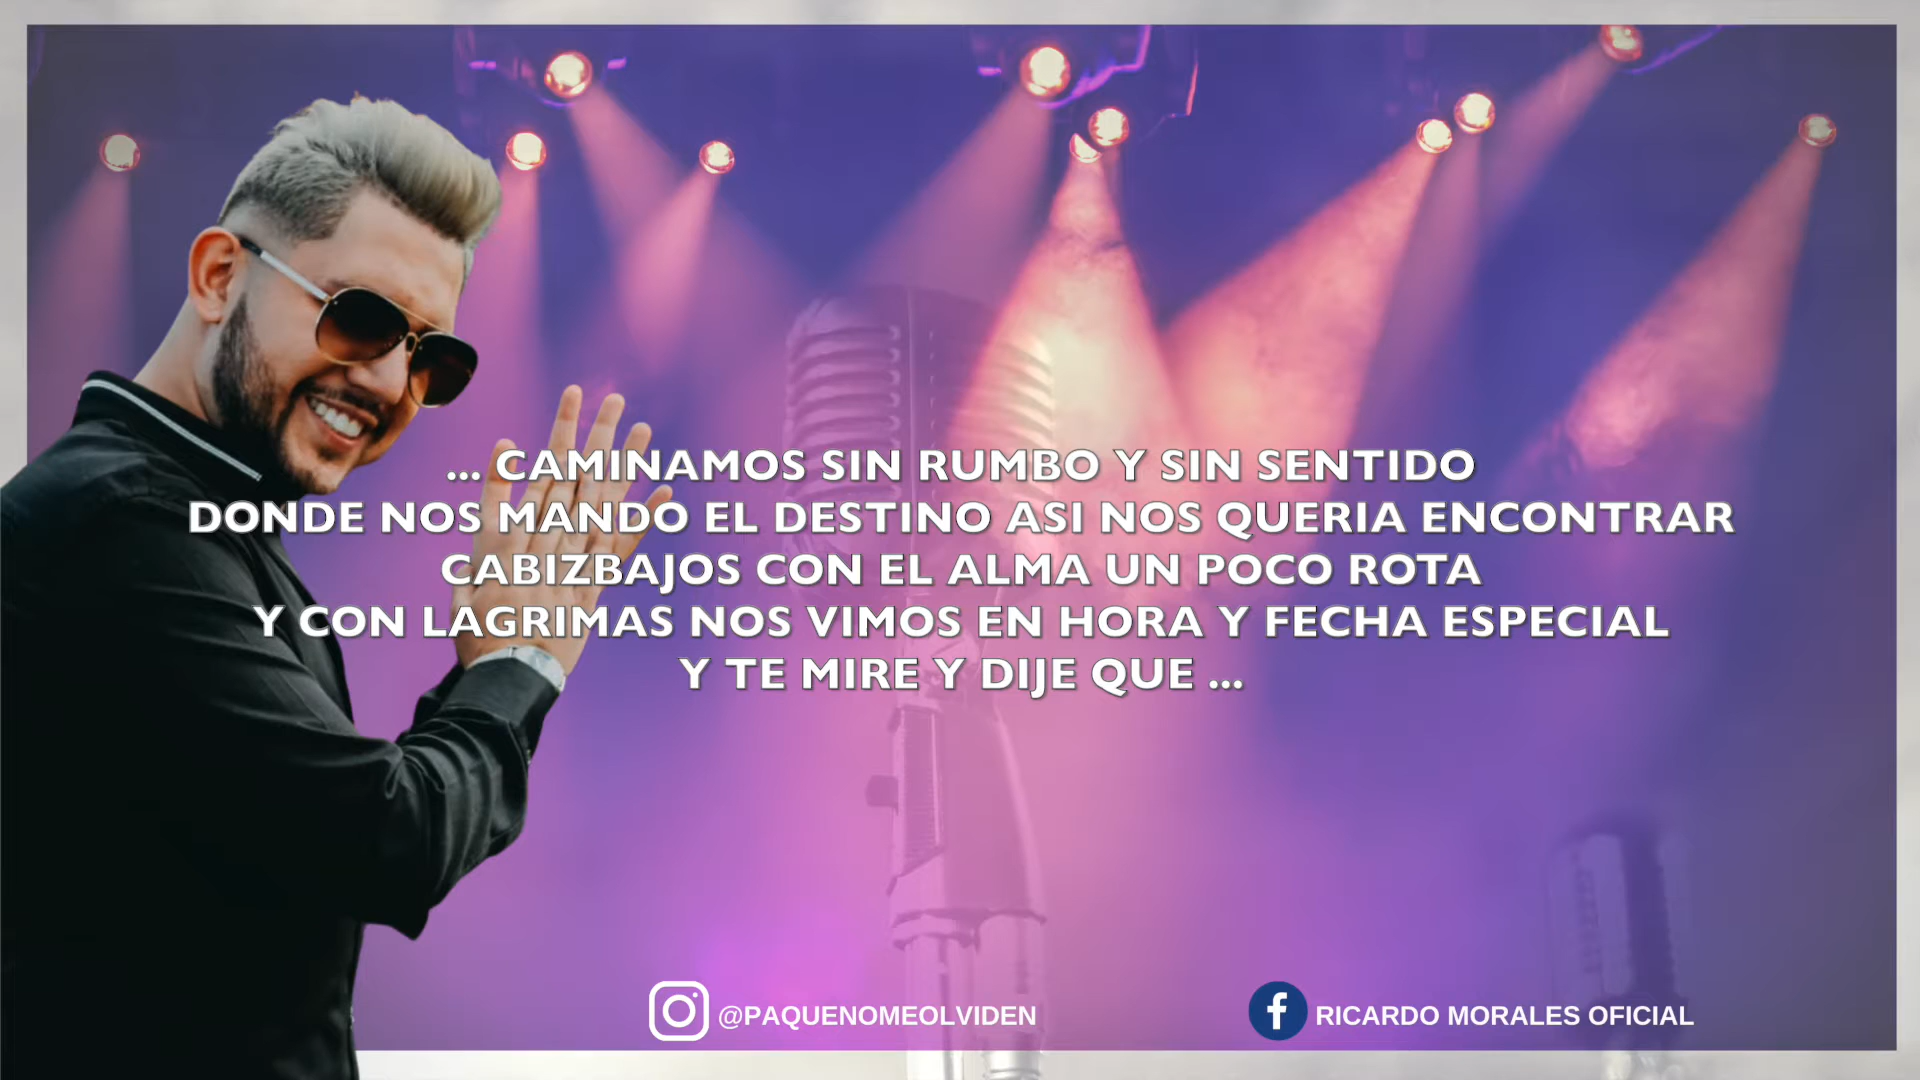 ... CAMINAMOS SIN RUMBO Y SIN SENTIDO
DONDE NOS MANDO EL DESTINO ASI NOS QUERIA ENCONTRAR
CABIZBAJOS CON EL ALMA UN POCO ROTA
Y CON LAGRIMAS NOS VIMOS EN HORA Y FECHA ESPECIAL
Y TE MIRE Y DIJE QUE ...
@PAQUENOMEOLVIDEN
RICARDO MORALES OFICIAL